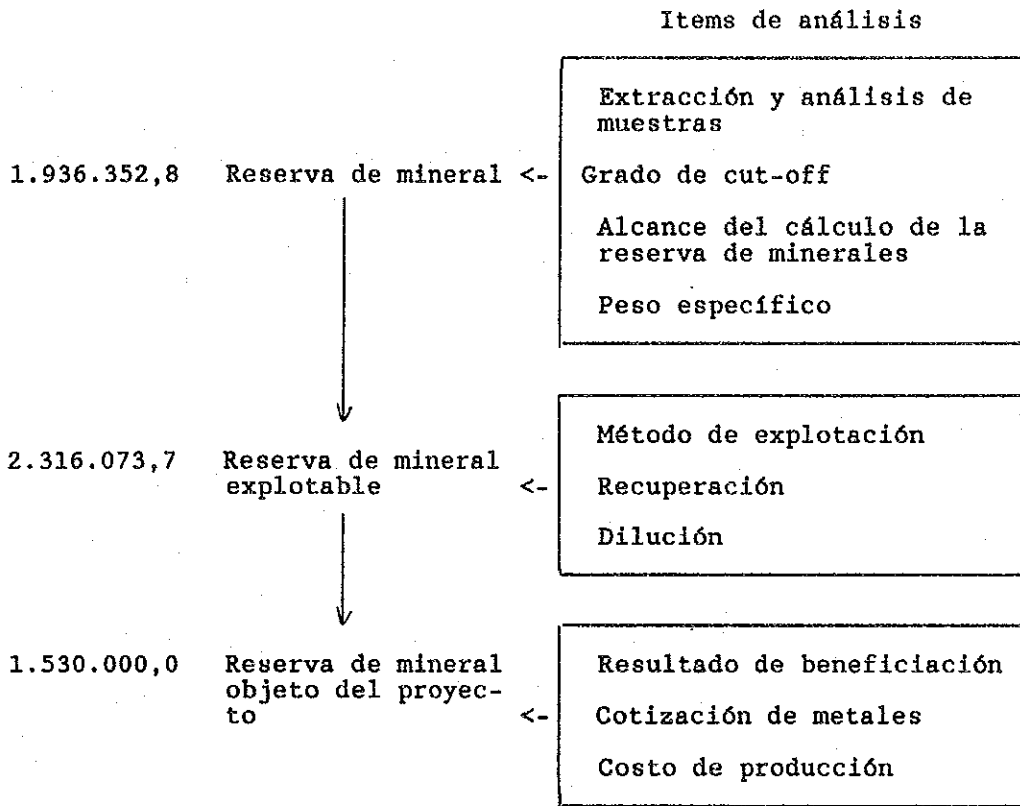 Items de análisis
Extracción y análisis de
muestras
1.936.352,8 Reserva de mineral <- Grado de cut-off
Alcance del cálculo de la
reserva de minerales
Peso específico
Método de explotación
2.316.073,7 Reserva de mineral
explotable <- Recuperación
Dilución
1.530.000,0 Reserva de mineral Resultado de beneficiación
objeto del proyec-
to <- Cotización de metales
Costo de producción